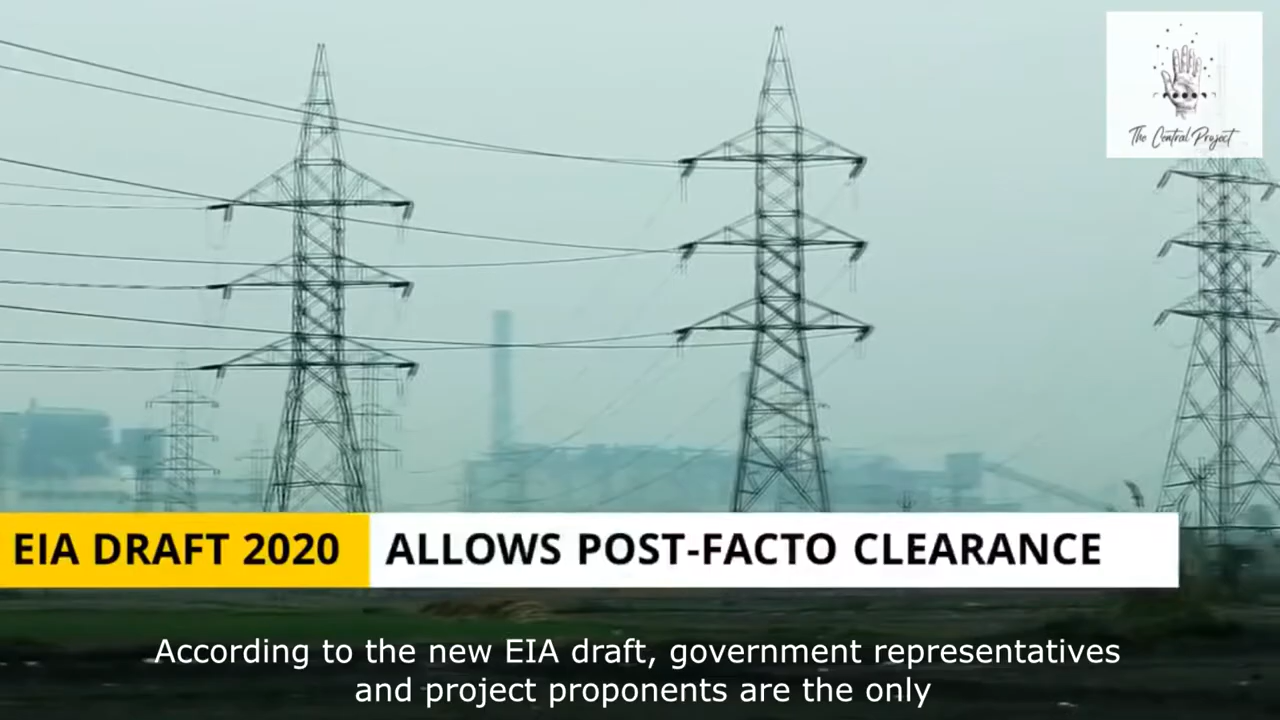 The Central Project
EIA DRAFT 2020
ALLOWS POST-FACTO CLEARANCE
According to the new EIA draft, government representatives
and project proponents are the only